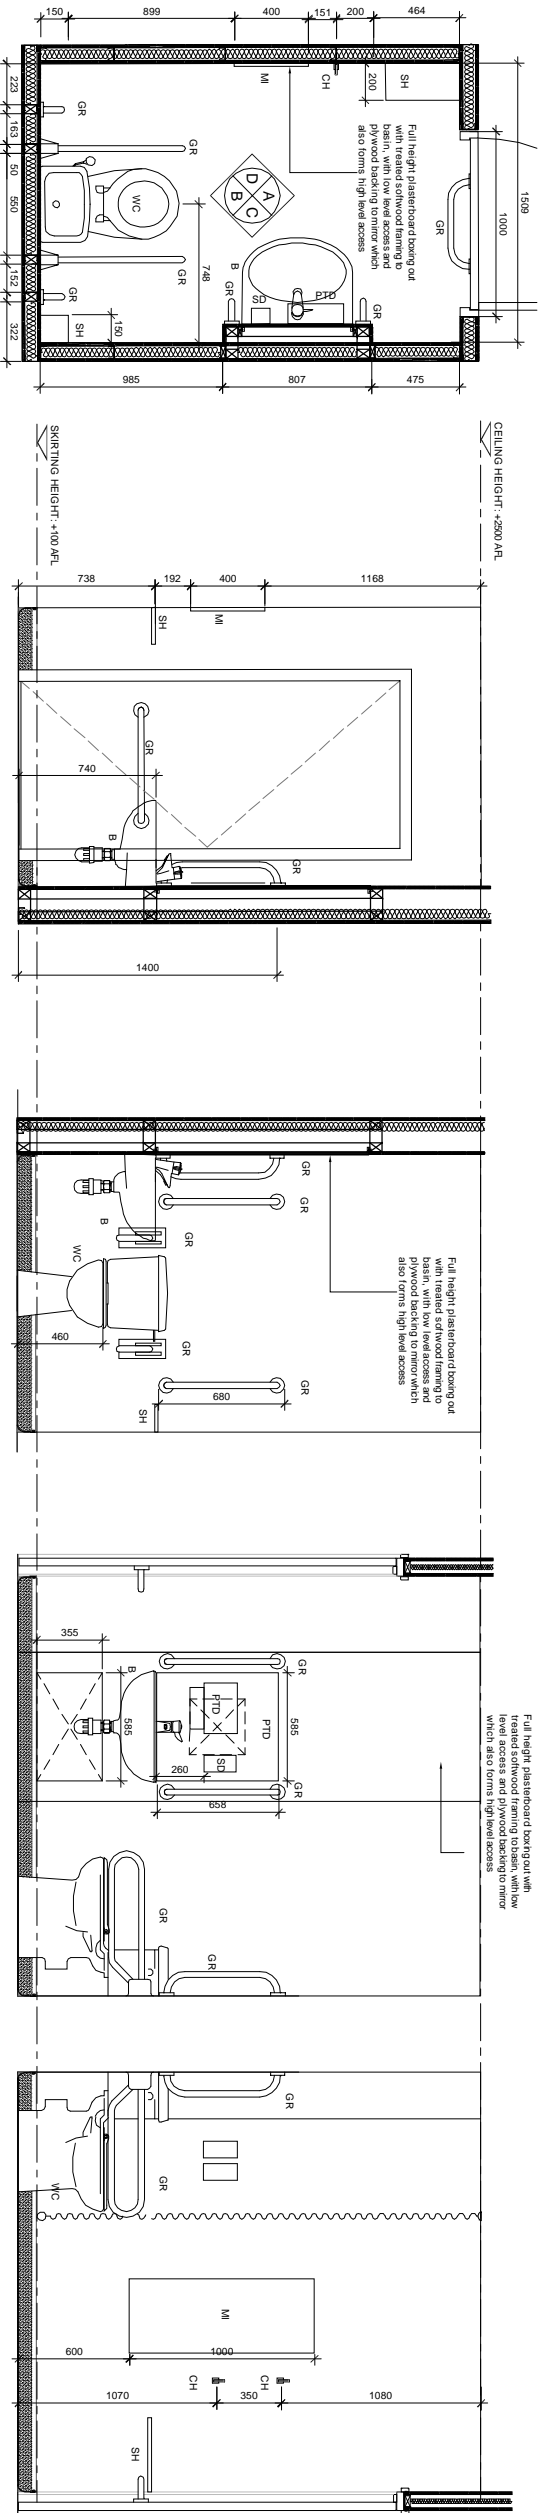 150
899
400
151
200
464
MI
CH
200
SH
Full height plasterboard boxing out
with treated softwood framing to
basin, with low level access and
plywood backing to mirror which
also forms high level access
1509
1000
GR
223
163
50
550
152
322
GR
GR
GR
GR
WC
A
B
C
D
748
150
SH
B
GR
SD
PTD
GR
985
807
475
CEILING HEIGHT: +2500 AFL
SKIRTING HEIGHT: +100 AFL
738
192
400
1168
SH
MI
GR
740
B
GR
1400
GR
GR
B
GR
WC
GR
GR
460
680
SH
Full height plasterboard boxing out
with treated softwood framing to
basin, with low level access and
plywood backing to mirror which
also forms high level access
355
B
585
GR
PTD
PTD
SD
585
260
658
GR
GR
GR
Full height plasterboard boxing out with
treated softwood framing to basin, with low
level access and plywood backing to mirror
which also forms high level access
GR
GR
WC
MI
600
1000
CH
CH
1070
350
1080
SH